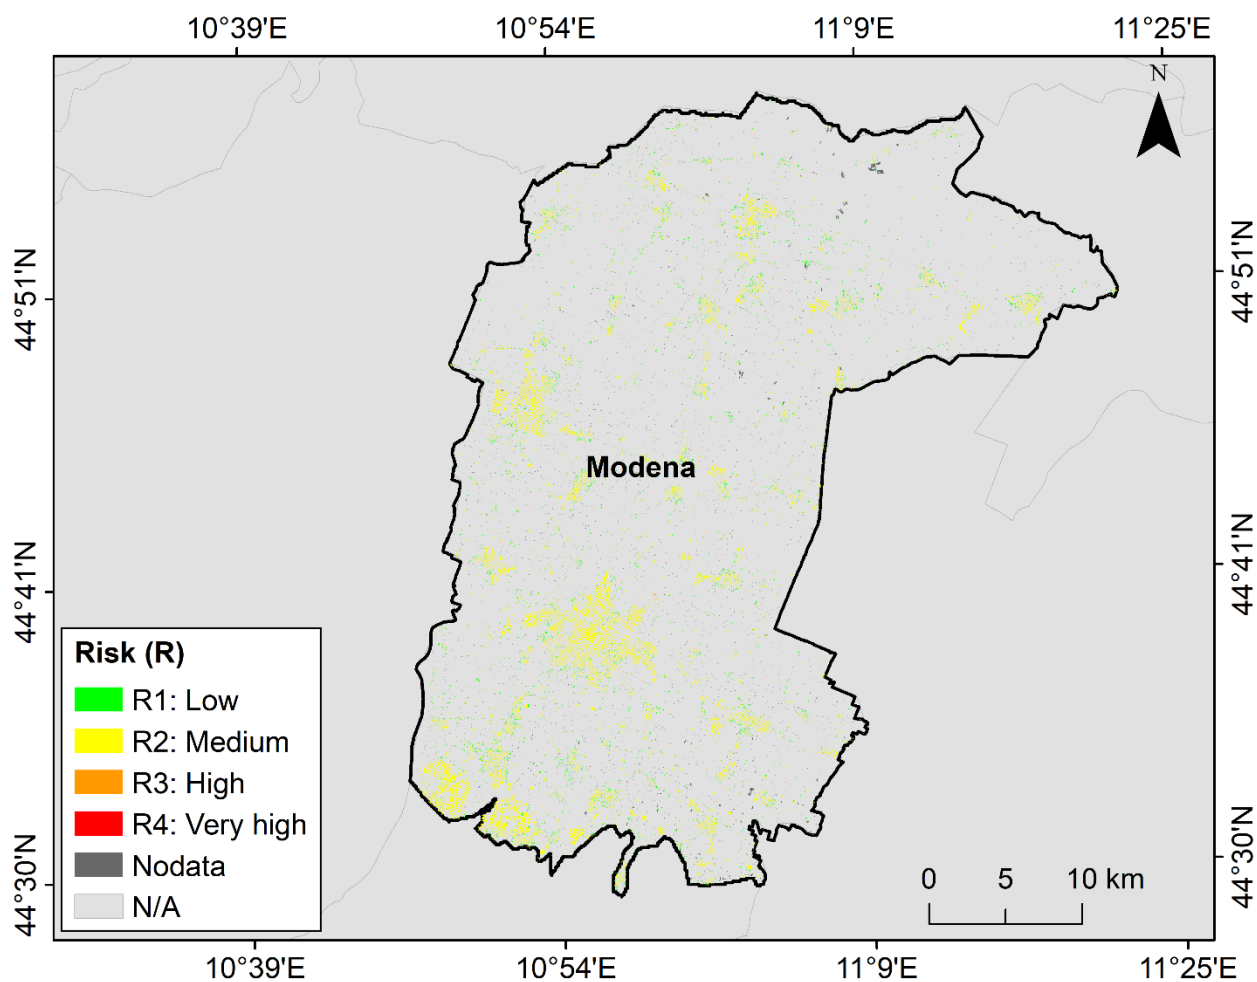 10°39'E 10°54'E 11°9'E 11°25'E
N
44°51'N 44°51'N
Modena
44°41'N 44°41'N
Risk (R)
R1: Low
R2: Medium
R3: High
R4: Very high
Nodata
N/A
44°30'N 44°30'N
0 5 10 km
10°39'E 10°54'E 11°9'E 11°25'E